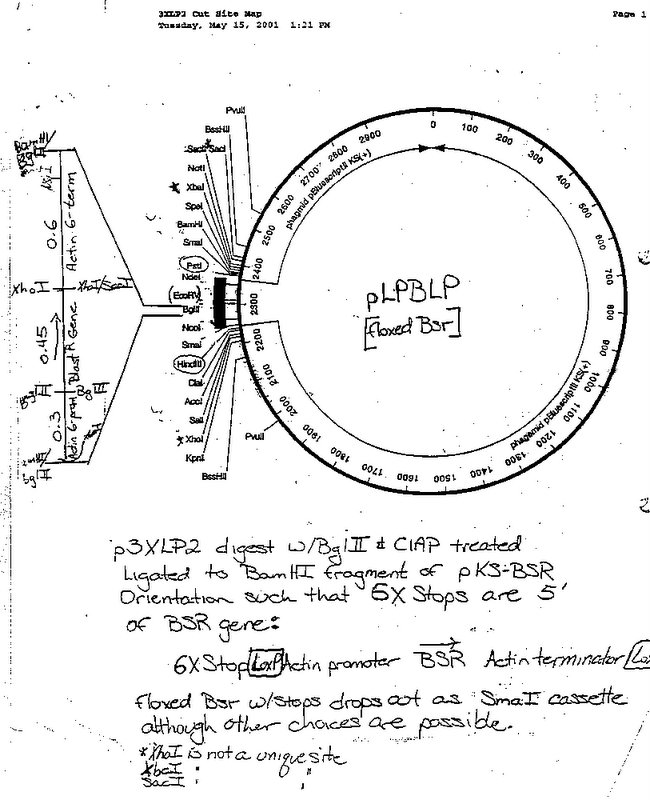 3XLP2 Cut Site Map
Page 1
Tuesday, May 15, 2001 1:21 PM
PvuII
BssHII
SacII
SacI
NotI
* XbaI
SpeI
BamHI
SmaI
PstI
NdeI
(EcoRV)
BglII
NcoI
SmaI
HindIII
ClaI
AccI
SalI
* XhoI
KpnI
BssHII
PvuII
0
100
200
300
400
500
600
700
800
900
1000
1100
1200
1300
1400
1500
1600
1700
1800
1900
2000
2100
2200
2300
2400
2500
2600
2700
2800
2900
phagemid pBluescriptII KS(+)
phagemid pBluescriptII KS(+)
pLPBLP
[floxed Bsr]
BamHI/
BglII
0.6
Actin 6-term
XhoI
XhoI/SacI
0.45
Blast R Gene
BglII
BglII
0.3
Actin 6-prom
BglII
p3XLP2 digest w/BglII & CIAP treated
Ligated to BamHI fragment of pKS-BSR
Orientation such that 6X Stops are 5'
of BSR gene:
6XStop LoxP Actin promoter BSR Actin terminator Lox
floxed Bsr w/stops drops out as SmaI cassette
although other choices are possible.
* XhoI is not a unique site
XbaI : "
SacI : "